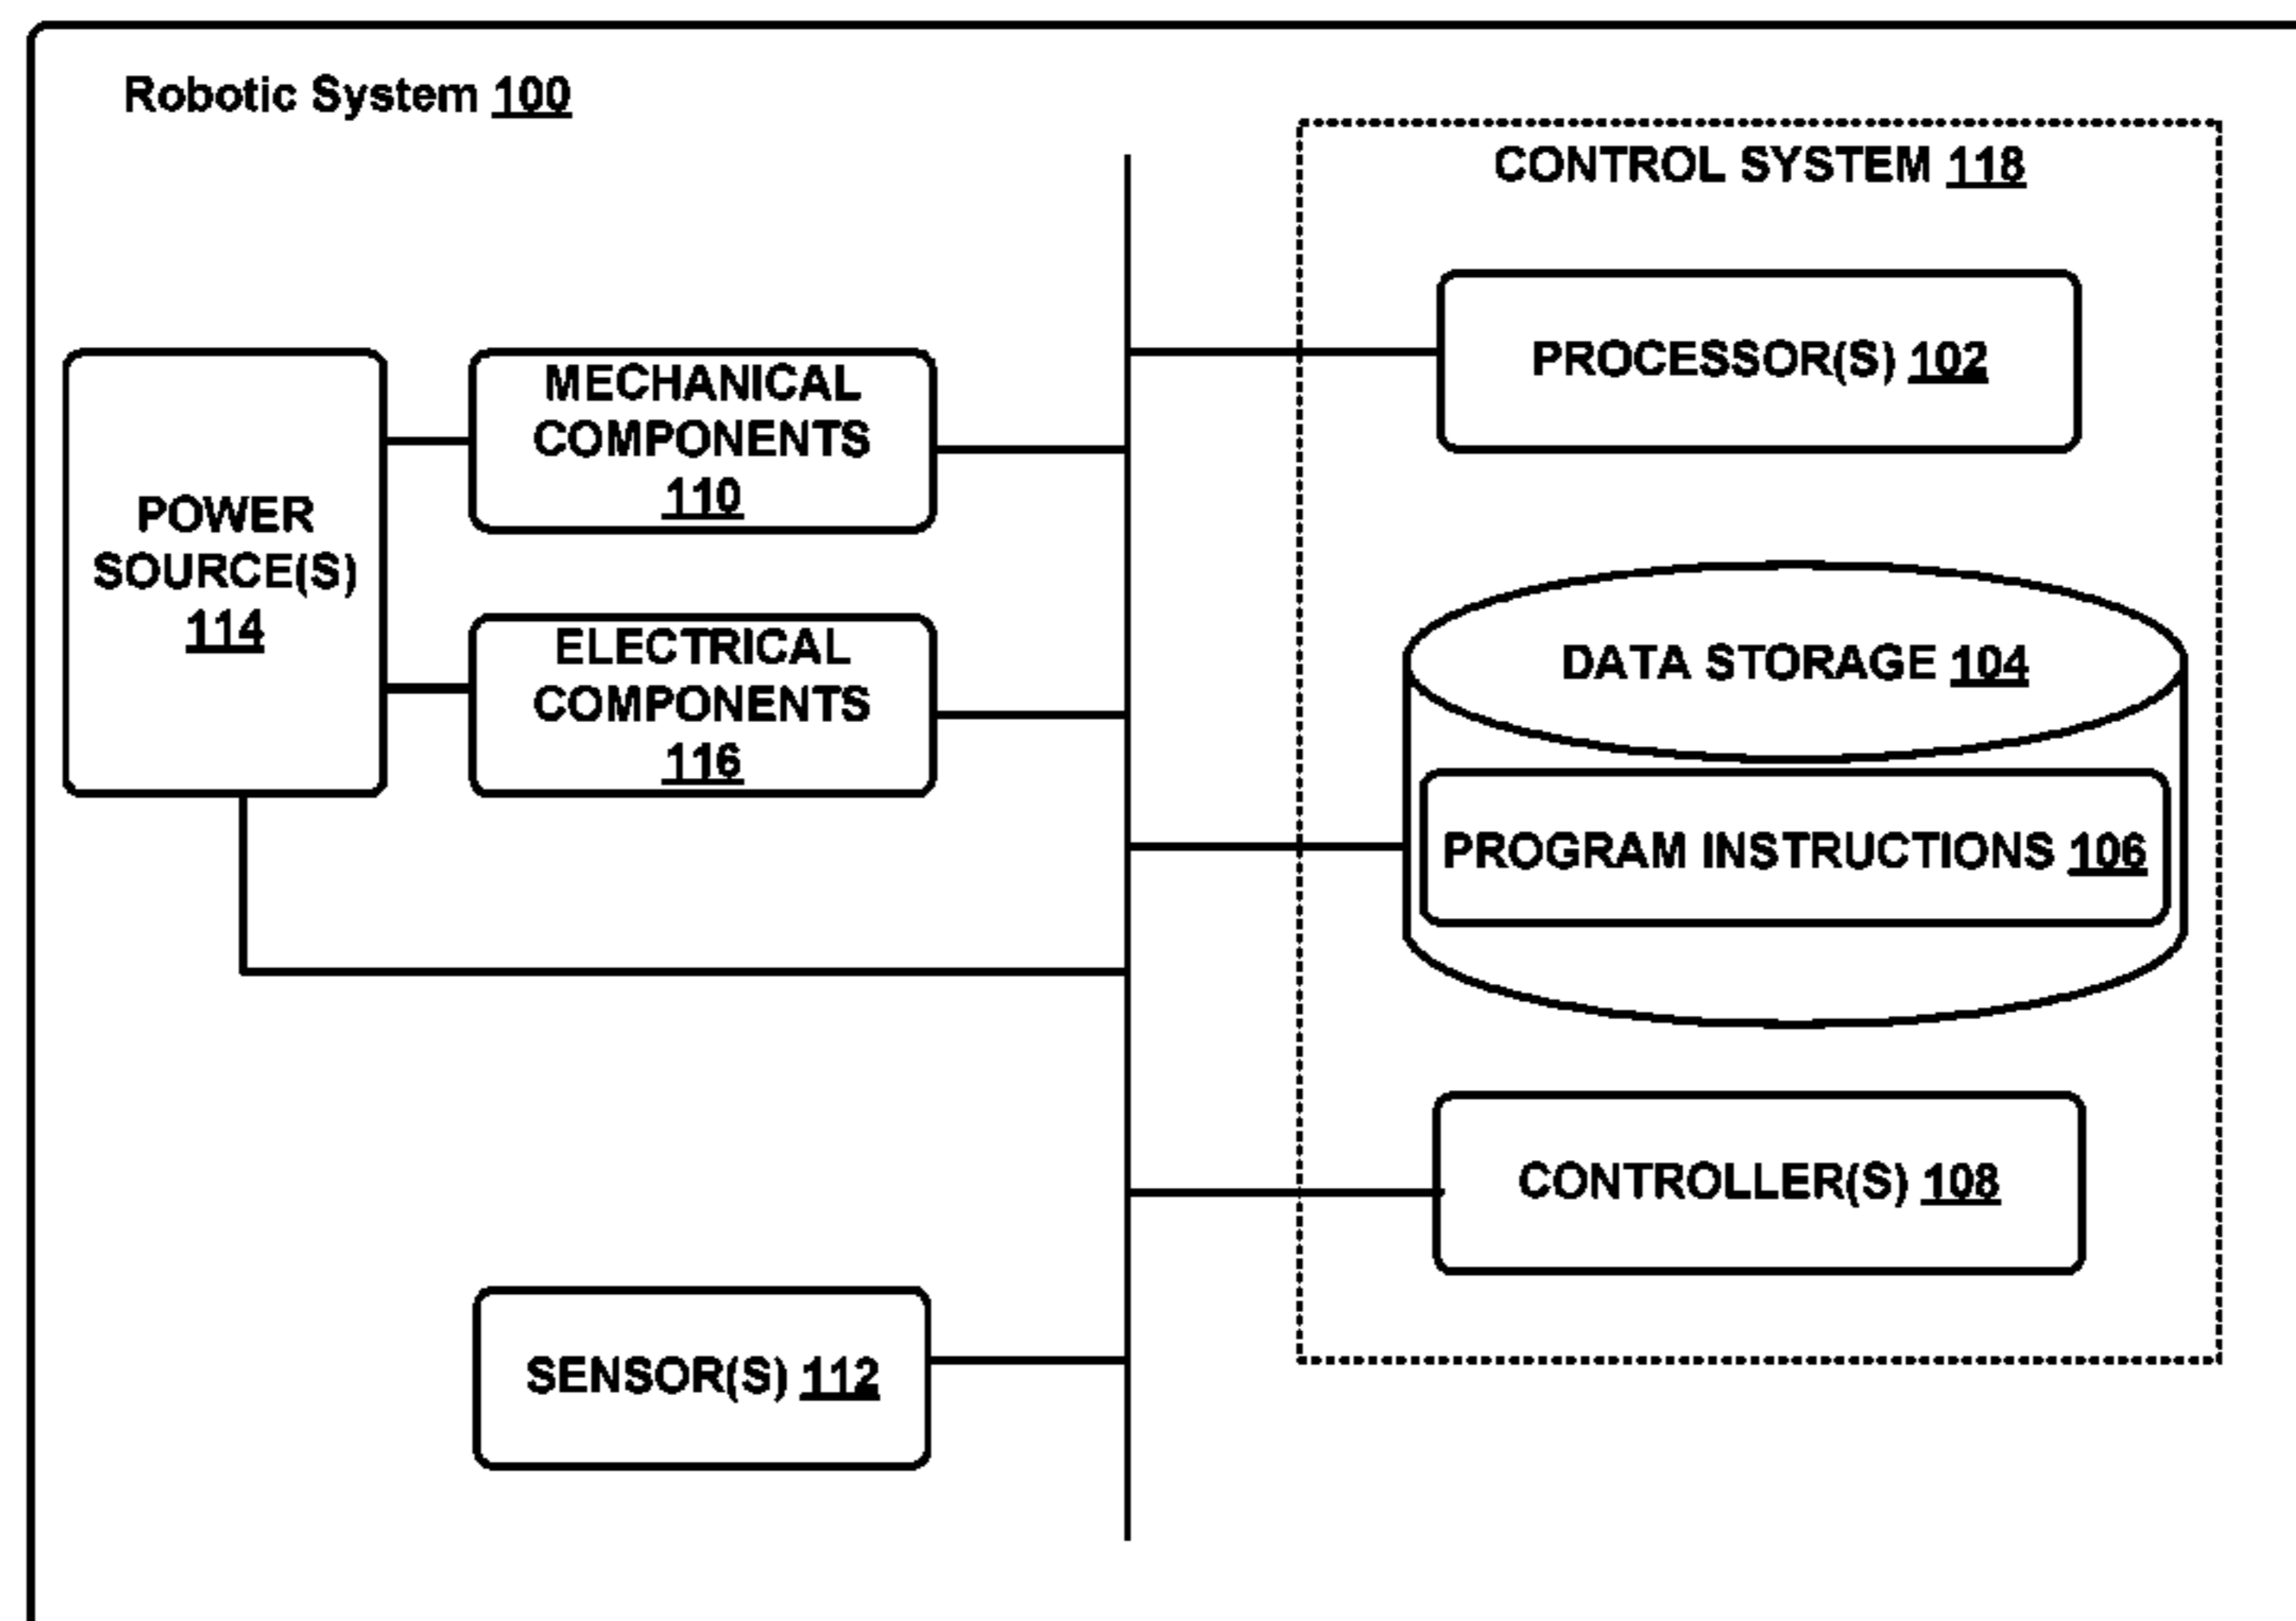 Robotic System 100
CONTROL SYSTEM 118
PROCESSOR(S) 102
MECHANICAL
COMPONENTS
110
POWER
SOURCE(S)
114
ELECTRICAL
COMPONENTS
116
DATA STORAGE 104
PROGRAM INSTRUCTIONS 106
CONTROLLER(S) 108
SENSOR(S) 112